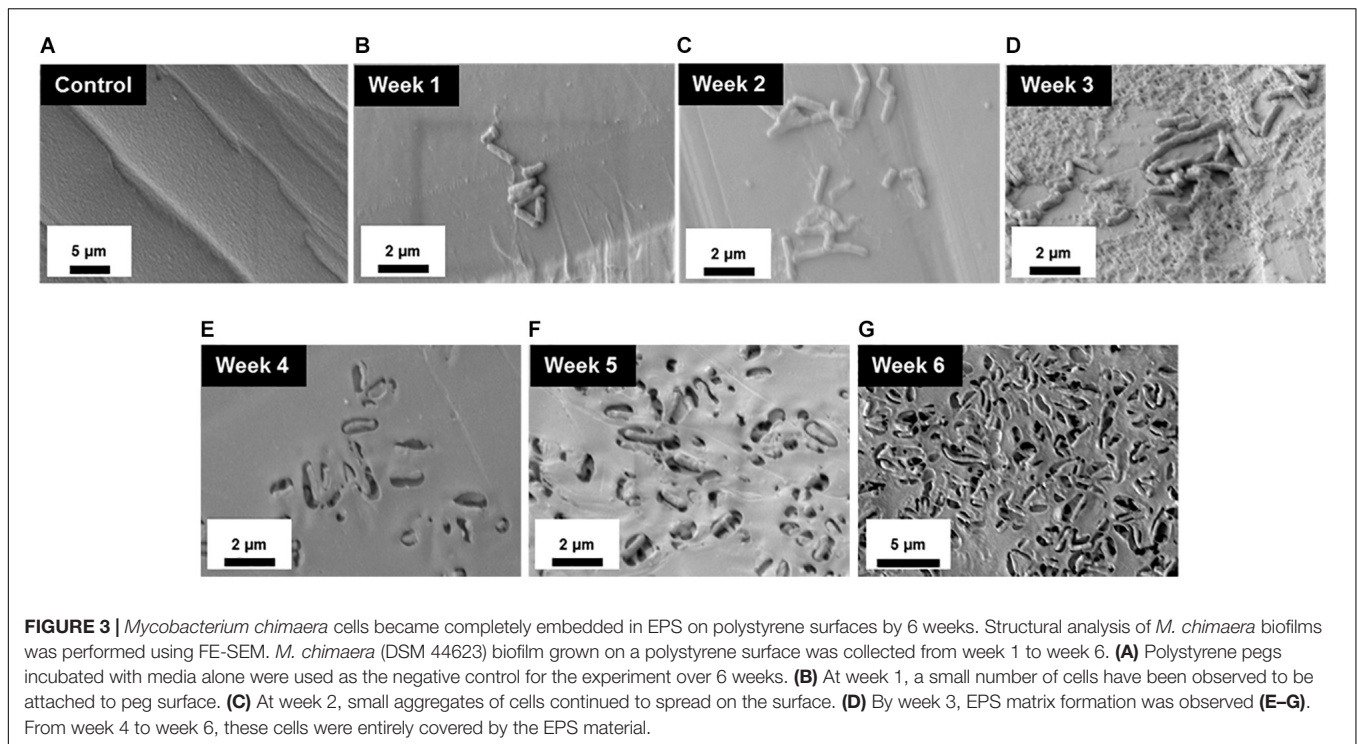 A
B
C
D
Control
Week 1
Week 2
Week 3
5 µm
2 µm
2 µm
2 µm
E
F
G
Week 4
Week 5
Week 6
2 µm
2 µm
5 µm
FIGURE 3 | Mycobacterium chimaera cells became completely embedded in EPS on polystyrene surfaces by 6 weeks. Structural analysis of M. chimaera biofilms
was performed using FE-SEM. M. chimaera (DSM 44623) biofilm grown on a polystyrene surface was collected from week 1 to week 6. (A) Polystyrene pegs
incubated with media alone were used as the negative control for the experiment over 6 weeks. (B) At week 1, a small number of cells have been observed to be
attached to peg surface. (C) At week 2, small aggregates of cells continued to spread on the surface. (D) By week 3, EPS matrix formation was observed (E–G).
From week 4 to week 6, these cells were entirely covered by the EPS material.